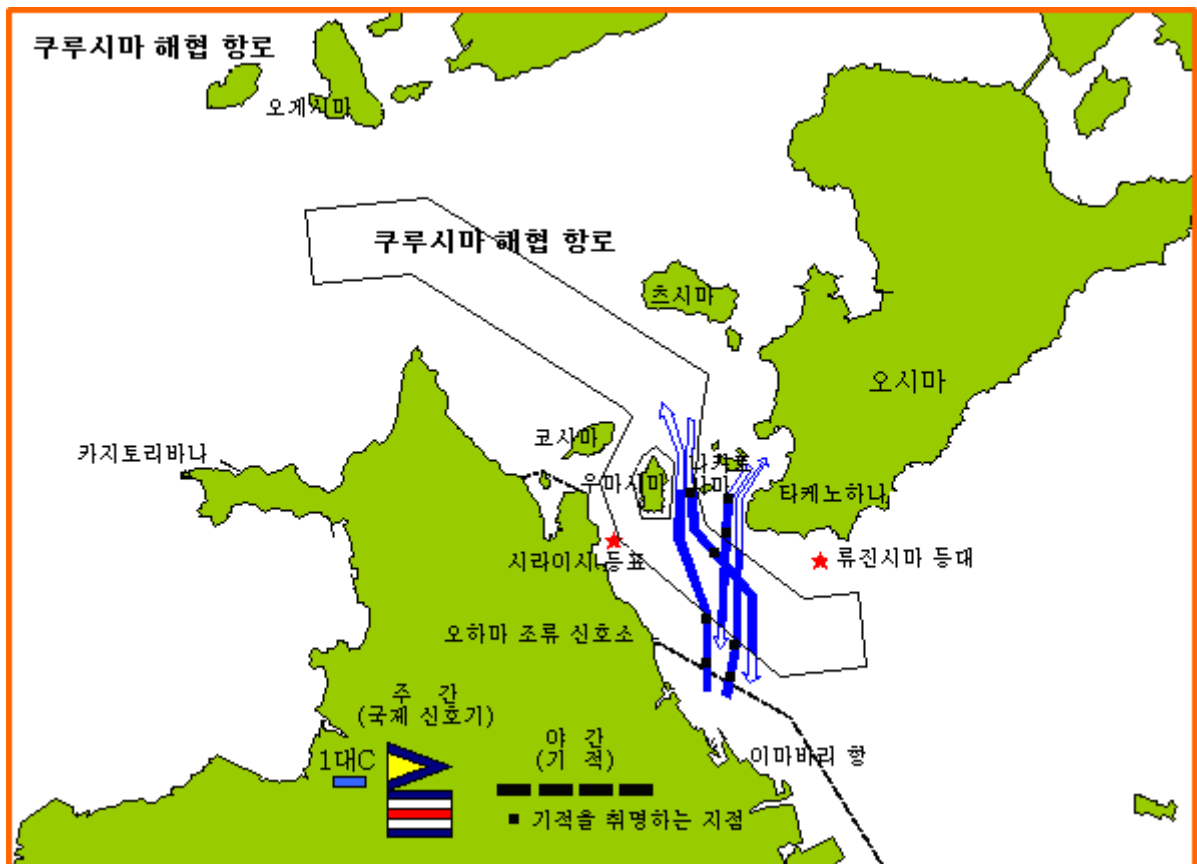 쿠루시마 해협 항로
오게시마
쿠루시마 해협 항로
츠시마
오시마
코시마
카지토리바나
우마시마
타케노하나
시라이시 등표
류진시마 등대
오하마 조류 신호소
주 간
(국제 신호기)
1대C
야 간
(기 적)
이마바리 항
■ 기적을 취명하는 지점